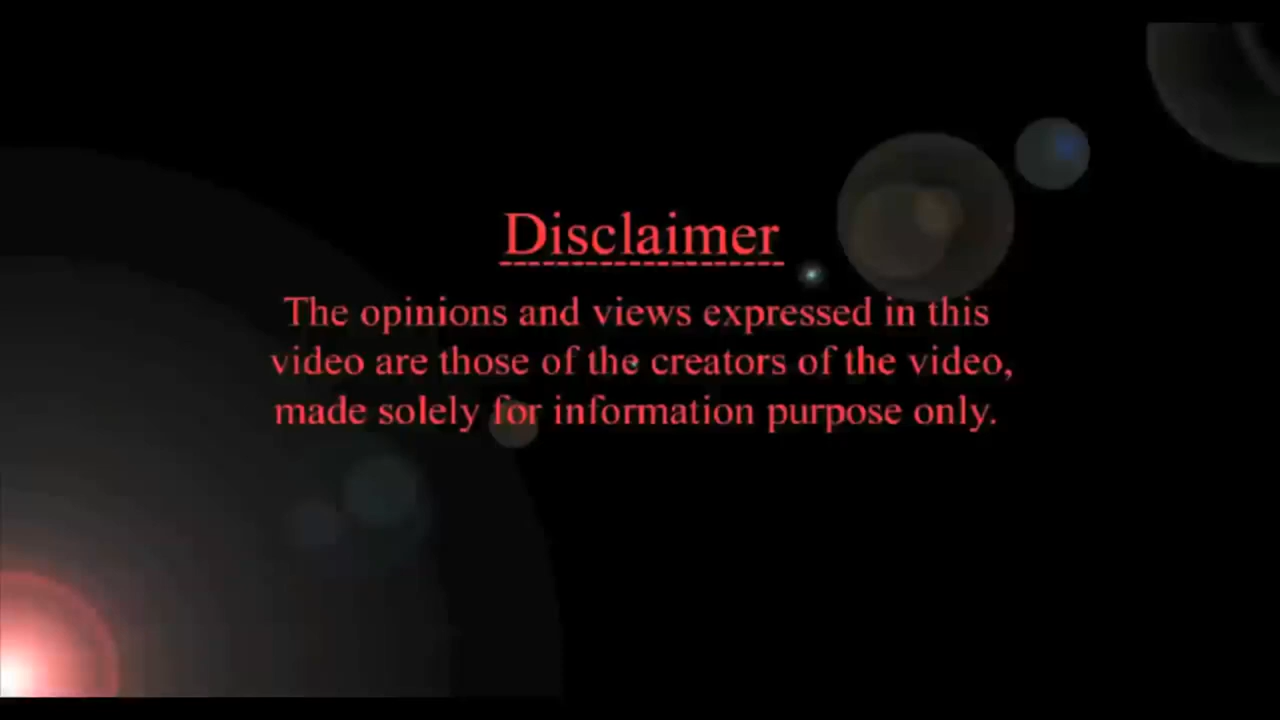 Disclaimer
The opinions and views expressed in this
video are those of the creators of the video,
made solely for information purpose only.